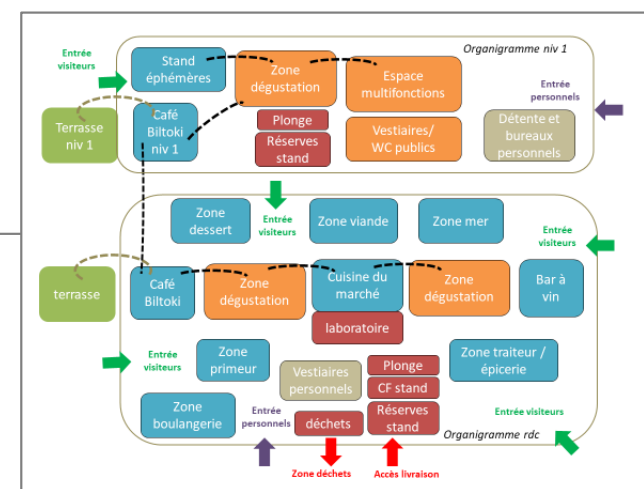 Organigramme niv 1
Entrée
visiteurs
Stand
éphémères
Zone
dégustation
Espace
multifonctions
Entrée
personnels
Terrasse
niv 1
Café
Biltoki
niv 1
Plonge
Réserves
stand
Vestiaires/
WC publics
Détente et
bureaux
personnels
Zone
dessert
Entrée
visiteurs
Zone viande
Zone mer
Entrée
visiteurs
terrasse
Café
Biltoki
Zone
dégustation
Cuisine du
marché
Zone
dégustation
Bar à
vin
laboratoire
Entrée
visiteurs
Zone
primeur
Vestiaires
personnels
Plonge
CF stand
Réserves
stand
Zone traiteur /
épicerie
Zone
boulangerie
Entrée
personnels
déchets
Entrée visiteurs
Organigramme rdc
Zone déchets
Accès livraison